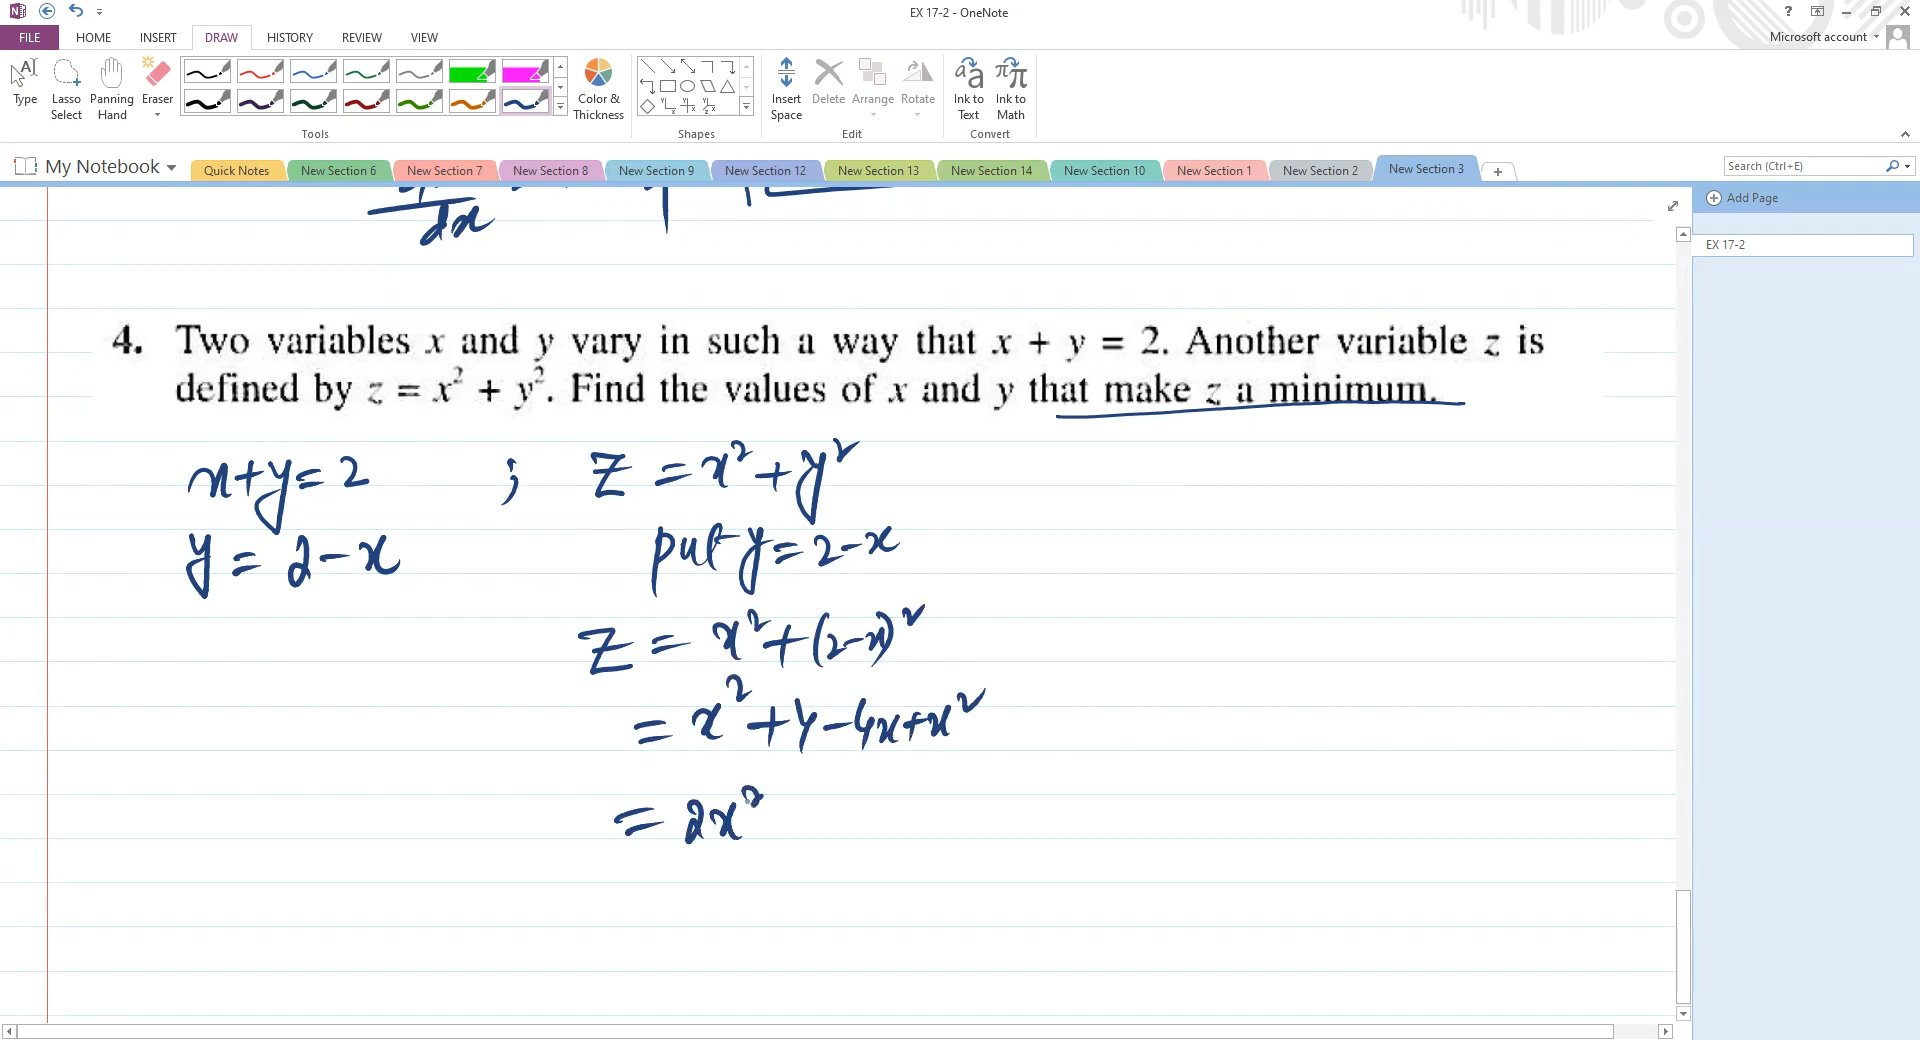 EX 17-2 - OneNote
FILE HOME INSERT DRAW HISTORY REVIEW VIEW
Microsoft account
Type Lasso Select Panning Hand Eraser
Color & Thickness
Insert Space Delete Arrange Rotate
Ink to Text Ink to Math
Tools Shapes Edit Convert
My Notebook Quick Notes New Section 6 New Section 7 New Section 8 New Section 9 New Section 12 New Section 13 New Section 14 New Section 10 New Section 1 New Section 2 New Section 3
Search (Ctrl+E)
Add Page
EX 17-2
dx
4. Two variables x and y vary in such a way that x + y = 2. Another variable z is
defined by z = x² + y². Find the values of x and y that make z a minimum.
x+y=2 ; Z = x²+y²
y = 2-x put y=2-x
Z = x²+(2-x)²
= x²+4-4x+x²
= 2x²